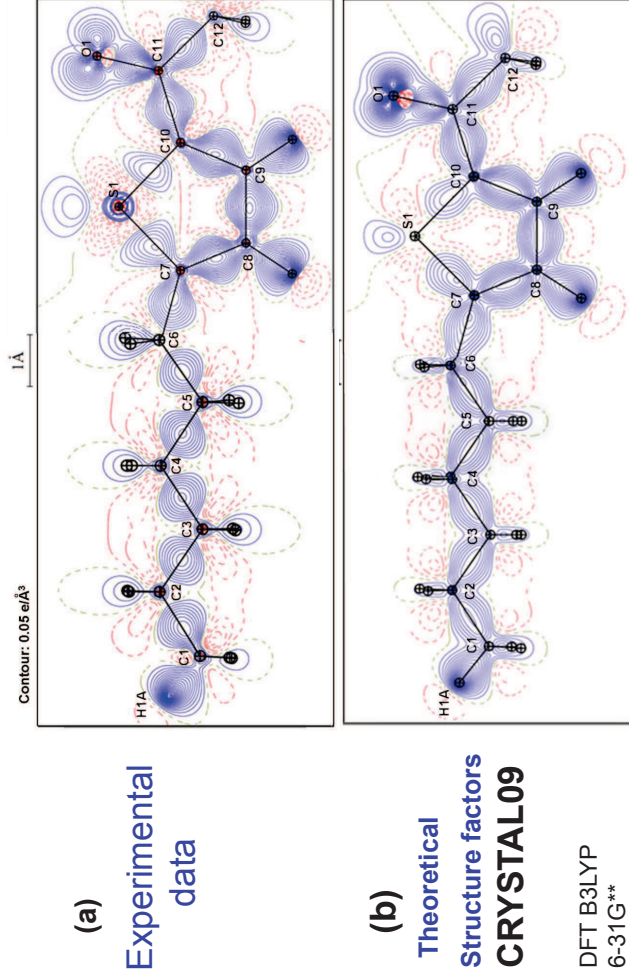 (a)
Experimental
data
Contour: 0.05 e/Å³
1Å
H1A
C1
C2
C3
C4
C5
C6
C7
S1
C8
C9
C10
C11
O1
C12
(b)
Theoretical
Structure factors
CRYSTAL09
DFT B3LYP
6-31G**
H1A
C1
C2
C3
C4
C5
C6
C7
S1
C8
C9
C10
C11
O1
C12